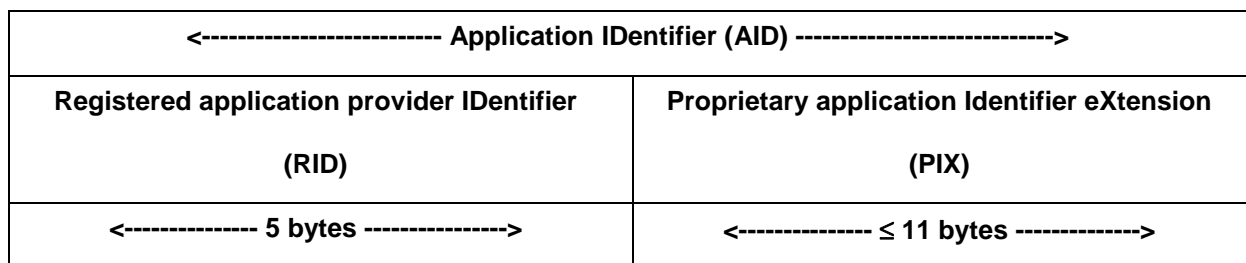 <--------------------------- Application IDentifier (AID) ----------------------------->
Registered application provider IDentifier
(RID)
Proprietary application Identifier eXtension
(PIX)
<--------------- 5 bytes ---------------->
<--------------- ≤ 11 bytes -------------->